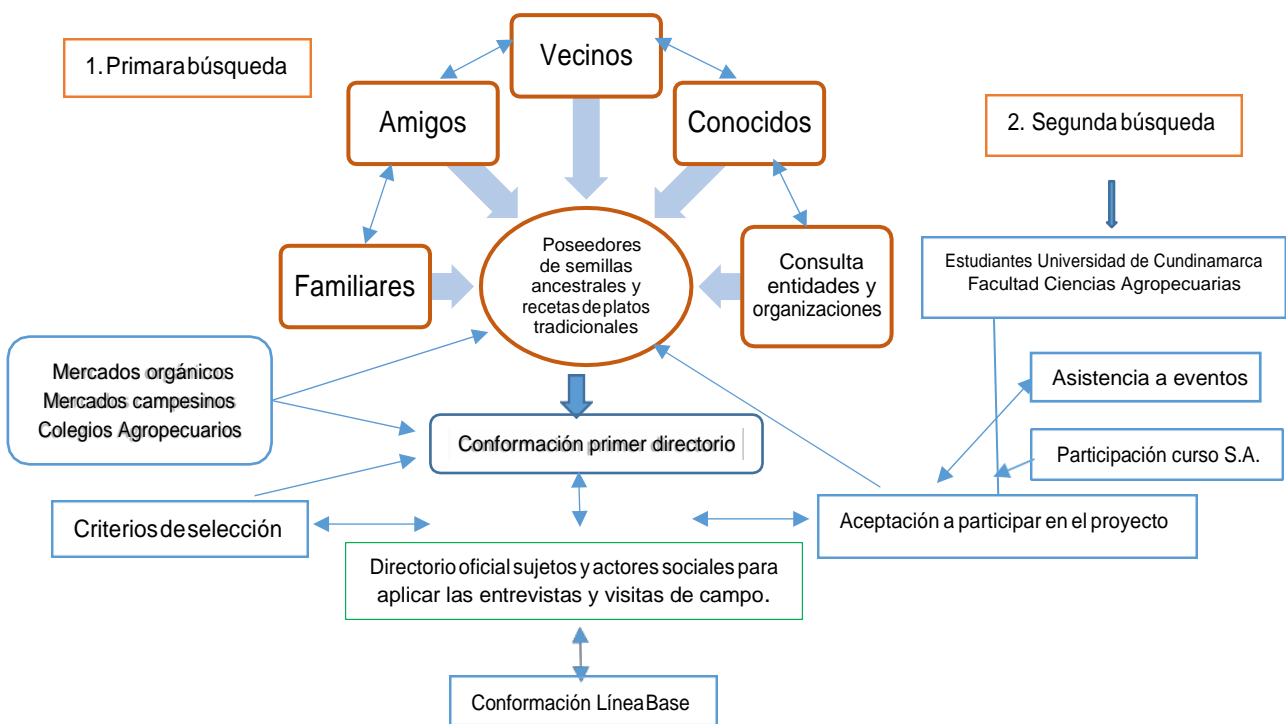 1. Primara búsqueda
Vecinos
Amigos
Conocidos
2. Segunda búsqueda
Familiares
Poseedores
de semillas
ancestrales y
recetas de platos
tradicionales
Consulta
entidades y
organizaciones
Estudiantes Universidad de Cundinamarca
Facultad Ciencias Agropecuarias
Mercados orgánicos
Mercados campesinos
Colegios Agropecuarios
Asistencia a eventos
Conformación primer directorio
Participación curso S.A.
Criterios de selección
Aceptación a participar en el proyecto
Directorio oficial sujetos y actores sociales para
aplicar las entrevistas y visitas de campo.
Conformación Línea Base